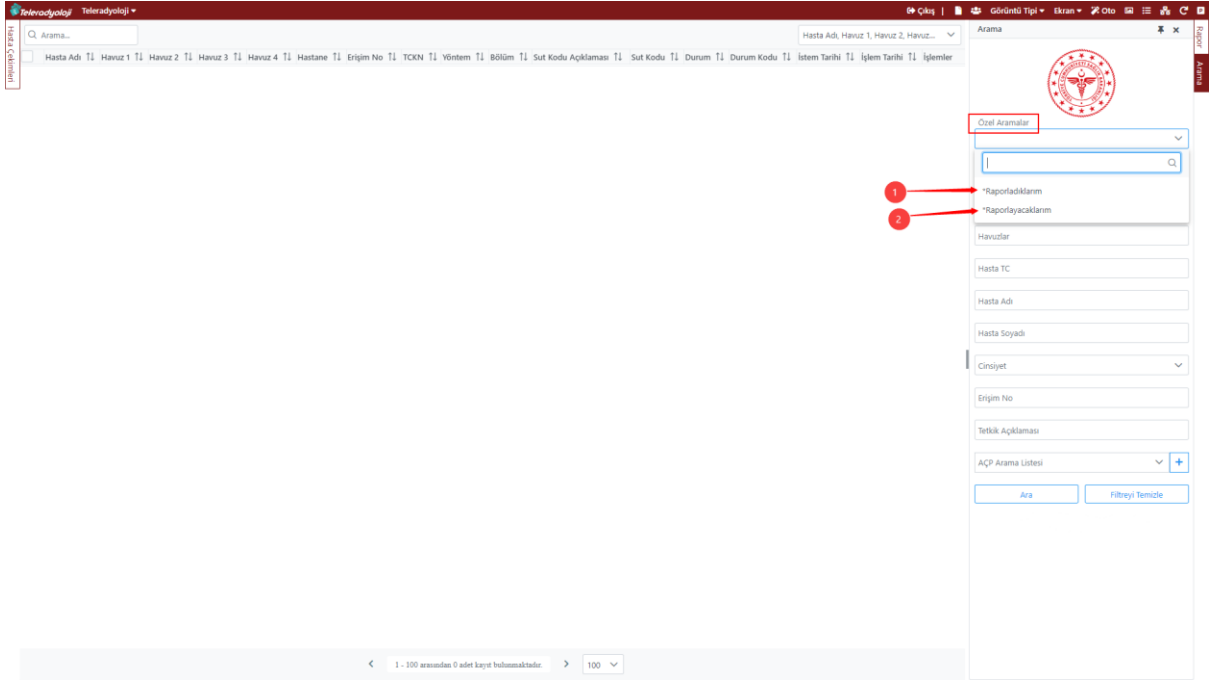 Teleradyoloji Teleradyoloji Çıkış | Görüntü Tipi Ekran Oto
Hasta Çekimleri
Arama...
Hasta Adı, Havuz 1, Havuz 2, Havuz...
Hasta Adı Havuz 1 Havuz 2 Havuz 3 Havuz 4 Hastane Erişim No TCKN Yöntem Bölüm Sut Kodu Açıklaması Sut Kodu Durum Durum Kodu İstem Tarihi İşlem Tarihi İşlemler
Arama
Rapor
Arama
Özel Aramalar
1
*Raporladıklarım
2
*Raporlayacaklarım
Havuzlar
Hasta TC
Hasta Adı
Hasta Soyadı
Cinsiyet
Erişim No
Tetkik Açıklaması
AÇP Arama Listesi +
Ara Filtreyi Temizle
1 - 100 arasından 0 adet kayıt bulunmaktadır. 100